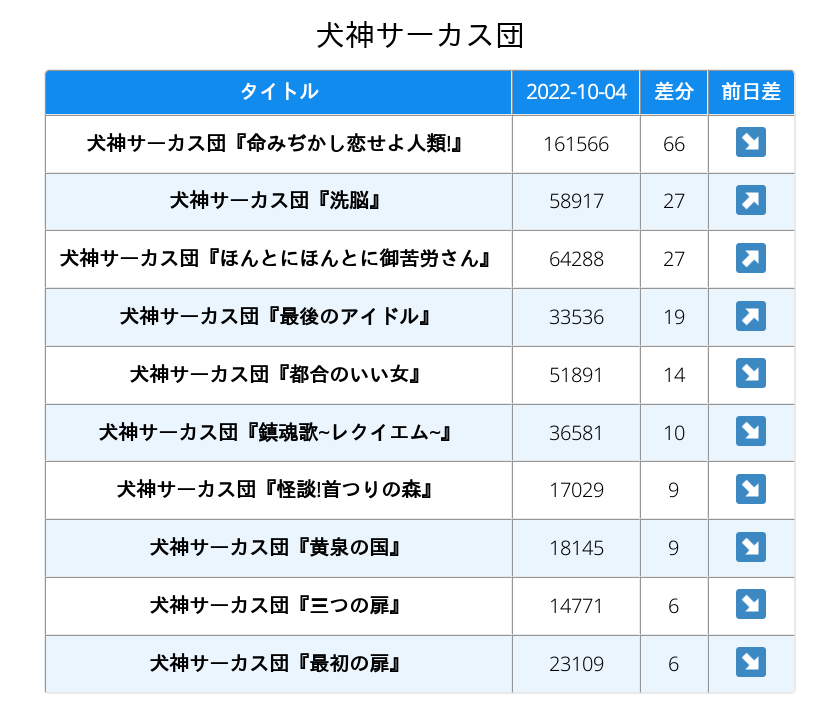 犬神サーカス団
タイトル 2022-10-04 差分 前日差
犬神サーカス団『命みぢかし恋せよ人類!』 161566 66 ↘
犬神サーカス団『洗脳』 58917 27 ↗
犬神サーカス団『ほんとにほんとに御苦労さん』 64288 27 ↗
犬神サーカス団『最後のアイドル』 33536 19 ↗
犬神サーカス団『都合のいい女』 51891 14 ↘
犬神サーカス団『鎮魂歌~レクイエム~』 36581 10 ↘
犬神サーカス団『怪談!首つりの森』 17029 9 ↘
犬神サーカス団『黄泉の国』 18145 9 ↘
犬神サーカス団『三つの扉』 14771 6 ↘
犬神サーカス団『最初の扉』 23109 6 ↘